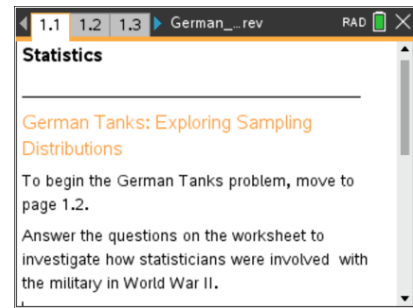 1.1 1.2 1.3 German_...rev RAD
Statistics
German Tanks: Exploring Sampling
Distributions
To begin the German Tanks problem, move to
page 1.2.
Answer the questions on the worksheet to
investigate how statisticians were involved with
the military in World War II.